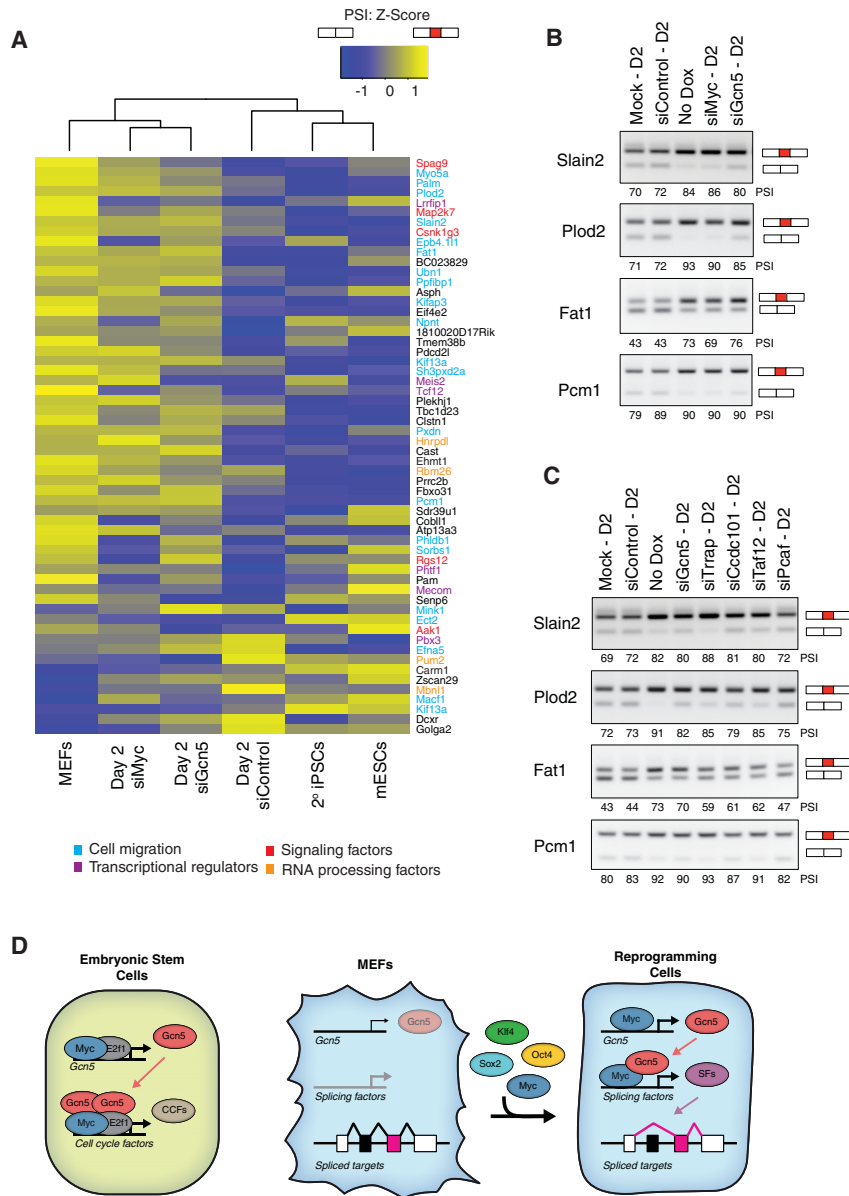 A
PSI: Z-Score
-1 0 1
Spag9
Myo5a
Palm
Plod2
Lrrfip1
Map2k7
Slain2
Csnk1g3
Epb4.1l1
Fat1
BC023829
Ubn1
Ppfibp1
Asph
Kifap3
Eif4e2
Npnt
1810020D17Rik
Tmem38b
Pdcd2l
Kif13a
Sh3pxd2a
Meis2
Tcf12
Plekhj1
Tbc1d23
Clstn1
Pxdn
Hnrpdl
Cast
Ehmt1
Rbm26
Prrc2b
Fbxo31
Pcm1
Sdr39u1
Cobll1
Atp13a3
Phldb1
Sorbs1
Rgs12
Phtf1
Pam
Mecom
Senp6
Mink1
Ect2
Aak1
Pbx3
Efna5
Pum2
Carm1
Zscan29
Mbnl1
Macf1
Kif13a
Dcxr
Golga2
MEFs
Day 2 siMyc
Day 2 siGcn5
Day 2 siControl
2º iPSCs
mESCs
Cell migration
Transcriptional regulators
Signaling factors
RNA processing factors
B
Mock - D2
siControl - D2
No Dox
siMyc - D2
siGcn5 - D2
Slain2
70 72 84 86 80 PSI
Plod2
71 72 93 90 85 PSI
Fat1
43 43 73 69 76 PSI
Pcm1
79 89 90 90 90 PSI
C
Mock - D2
siControl - D2
No Dox
siGcn5 - D2
siTrrap - D2
siCcdc101 - D2
siTaf12 - D2
siPcaf - D2
Slain2
69 72 82 80 88 81 80 72 PSI
Plod2
72 73 91 82 85 79 85 75 PSI
Fat1
43 44 73 70 59 61 62 47 PSI
Pcm1
80 83 92 90 93 87 91 82 PSI
D
Embryonic Stem
Cells
Myc
E2f1
Gcn5
Gcn5
Gcn5
Gcn5
Myc
E2f1
CCFs
Cell cycle factors
MEFs
Gcn5
Gcn5
Splicing factors
Spliced targets
Klf4
Oct4
Sox2
Myc
Reprogramming
Cells
Myc
Gcn5
Gcn5
Gcn5
Myc
SFs
Splicing factors
Spliced targets